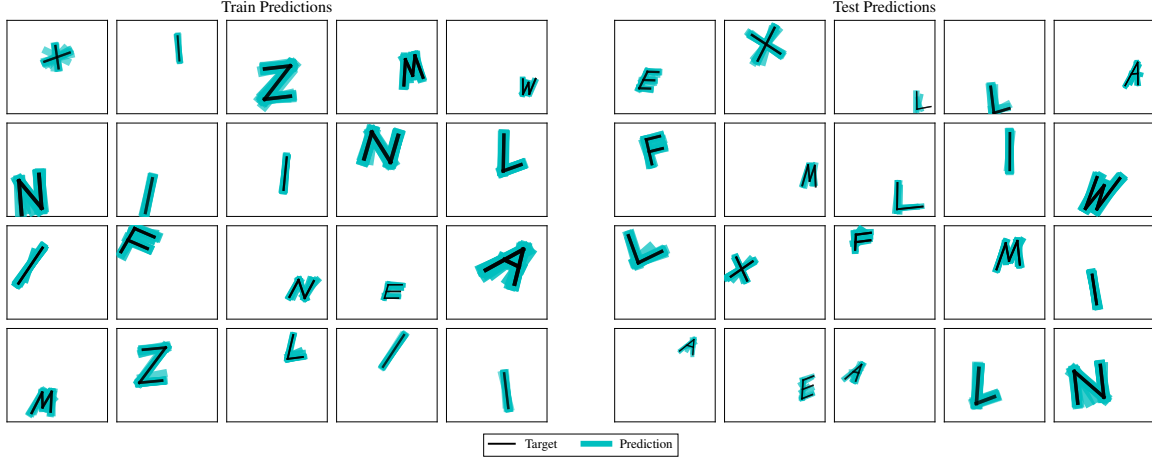 Train Predictions
Test Predictions
X I Z M W
E X L L A
N I I N L
F M L I W
I F N E A
L X F M I
M Z L I I
A E A L N
Target
Prediction